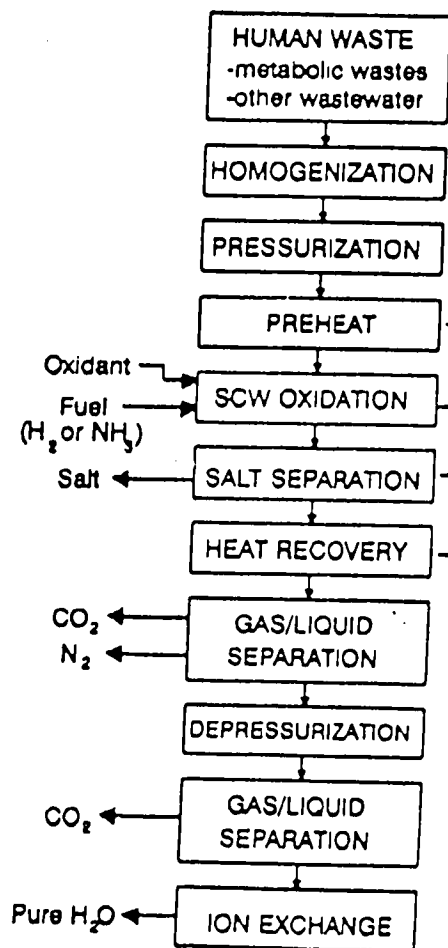 HUMAN WASTE
-metabolic wastes
-other wastewater
HOMOGENIZATION
PRESSURIZATION
PREHEAT
Oxidant
SCW OXIDATION
Fuel
(H₂ or NH₃)
Salt
SALT SEPARATION
HEAT RECOVERY
CO₂
GAS/LIQUID
N₂
SEPARATION
DEPRESSURIZATION
GAS/LIQUID
CO₂
SEPARATION
Pure H₂O
ION EXCHANGE